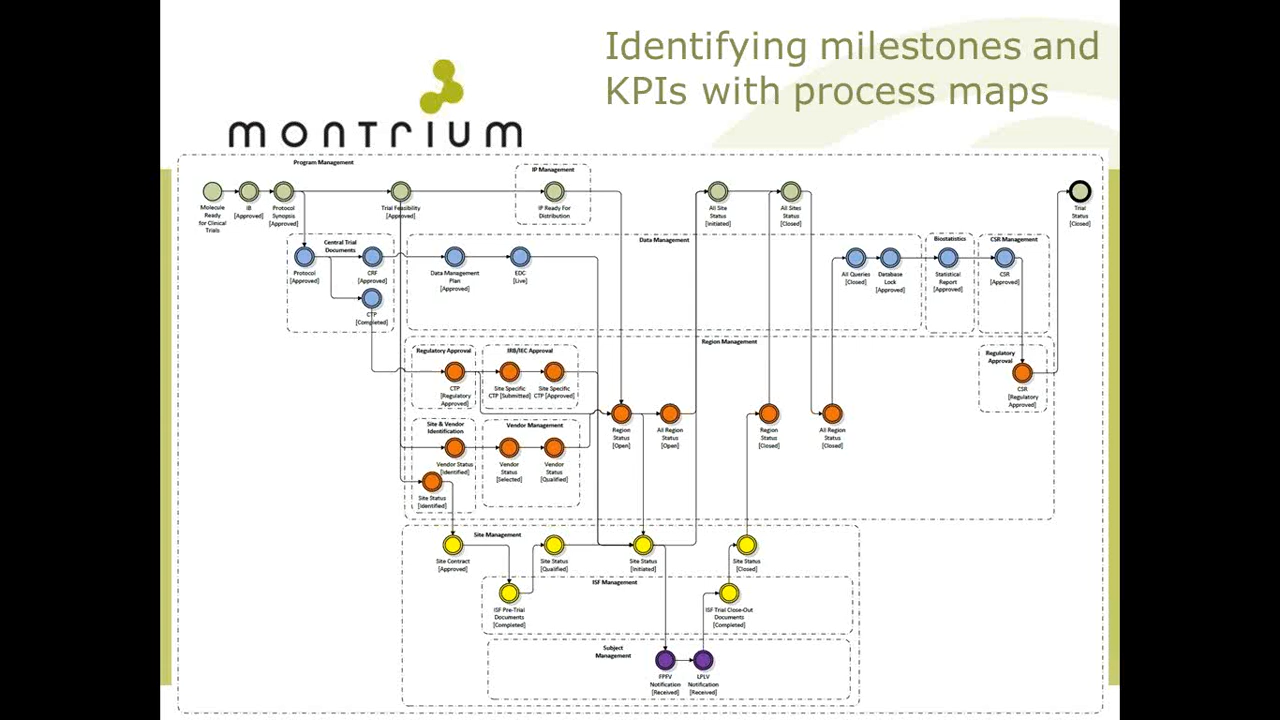 Identifying milestones and
KPIs with process maps
montrium
Program Management
IP Management
Molecule
Ready
for Clinical
Trials
IB
[Approved]
Protocol
Synopsis
[Approved]
Trial Feasibility
[Approved]
IP Ready For
Distribution
All Site
Status
[Initiated]
All Sites
Status
[Closed]
Trial
Status
[Closed]
Central Trial
Documents
Protocol
[Approved]
CRF
[Approved]
CTP
[Completed]
Data Management
Data Management
Plan
[Approved]
EDC
[Live]
All Queries
[Closed]
Database
Lock
[Approved]
Biostatistics
Statistical
Report
[Approved]
CSR Management
CSR
[Approved]
Region Management
Regulatory Approval
CTP
[Regulatory
Approved]
IRB/IEC Approval
Site Specific
CTP [Submitted]
Site Specific
CTP [Approved]
Regulatory
Approval
CSR
[Regulatory
Approved]
Region
Status
[Open]
All Region
Status
[Open]
Region
Status
[Closed]
All Region
Status
[Closed]
Site & Vendor
Identification
Vendor Status
[Identified]
Site Status
[Identified]
Vendor Management
Vendor
Status
[Selected]
Vendor
Status
[Qualified]
Site Management
Site Contract
[Approved]
Site Status
[Qualified]
Site Status
[Initiated]
Site Status
[Closed]
ISF Management
ISF Pre-Trial
Documents
[Completed]
ISF Trial Close-Out
Documents
[Completed]
Subject
Management
FPFV
Notification
[Received]
LPLV
Notification
[Received]